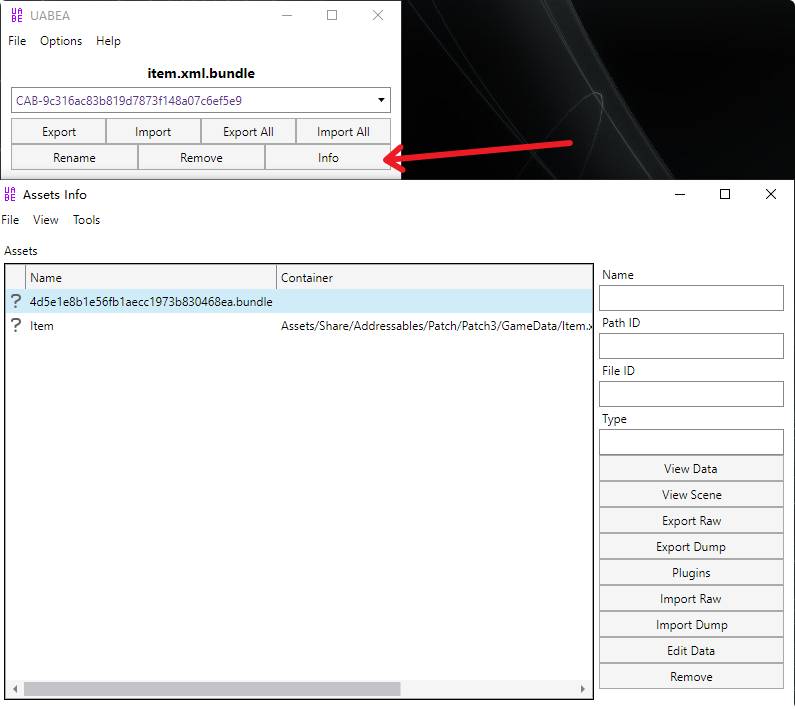 UABEA
File Options Help
item.xml.bundle
CAB-9c316ac83b819d7873f148a07c6ef5e9
Export Import Export All Import All
Rename Remove Info
Assets Info
File View Tools
Assets
Name Container
? 4d5e1e8b1e56fb1aecc1973b830468ea.bundle
? Item Assets/Share/Addressables/Patch/Patch3/GameData/Item.x
Name
Path ID
File ID
Type
View Data
View Scene
Export Raw
Export Dump
Plugins
Import Raw
Import Dump
Edit Data
Remove